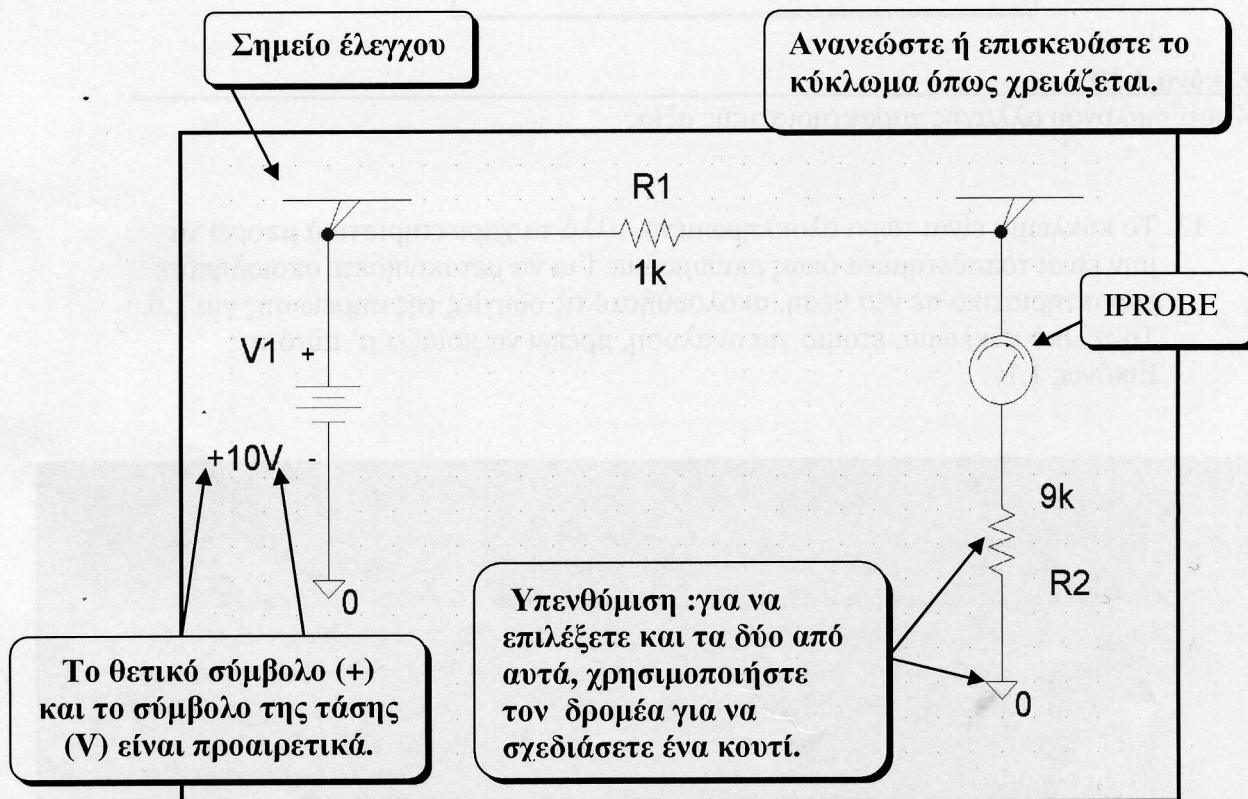 Σημείο έλεγχου
Ανανεώστε ή επισκευάστε το
κύκλωμα όπως χρειάζεται.
R1
1k
IPROBE
V1 +
+10V -
9k
R2
0
Υπενθύμιση :για να
επιλέξετε και τα δύο από
αυτά, χρησιμοποιήστε
τον δρομέα για να
σχεδιάσετε ένα κουτί.
0
Το θετικό σύμβολο (+)
και το σύμβολο της τάσης
(V) είναι προαιρετικά.